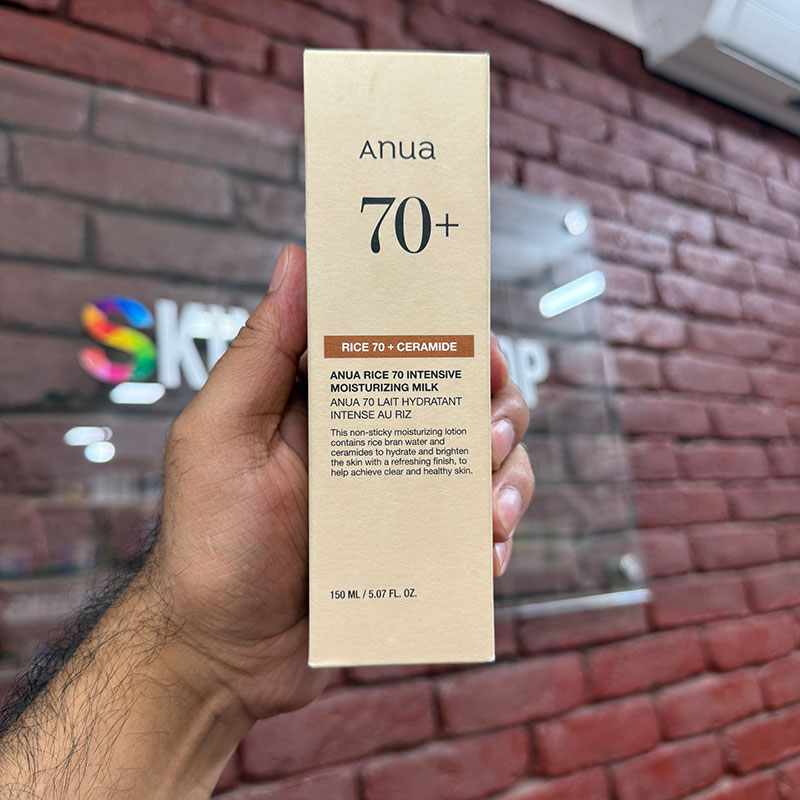 Anua
70+
RICE 70 + CERAMIDE
ANUA RICE 70 INTENSIVE
MOISTURIZING MILK
ANUA 70 LAIT HYDRATANT
INTENSE AU RIZ
This non-sticky moisturizing lotion
contains rice bran water and
ceramides to hydrate and brighten
the skin with a refreshing finish, to
help achieve clear and healthy skin.
150 ML / 5.07 FL. OZ.